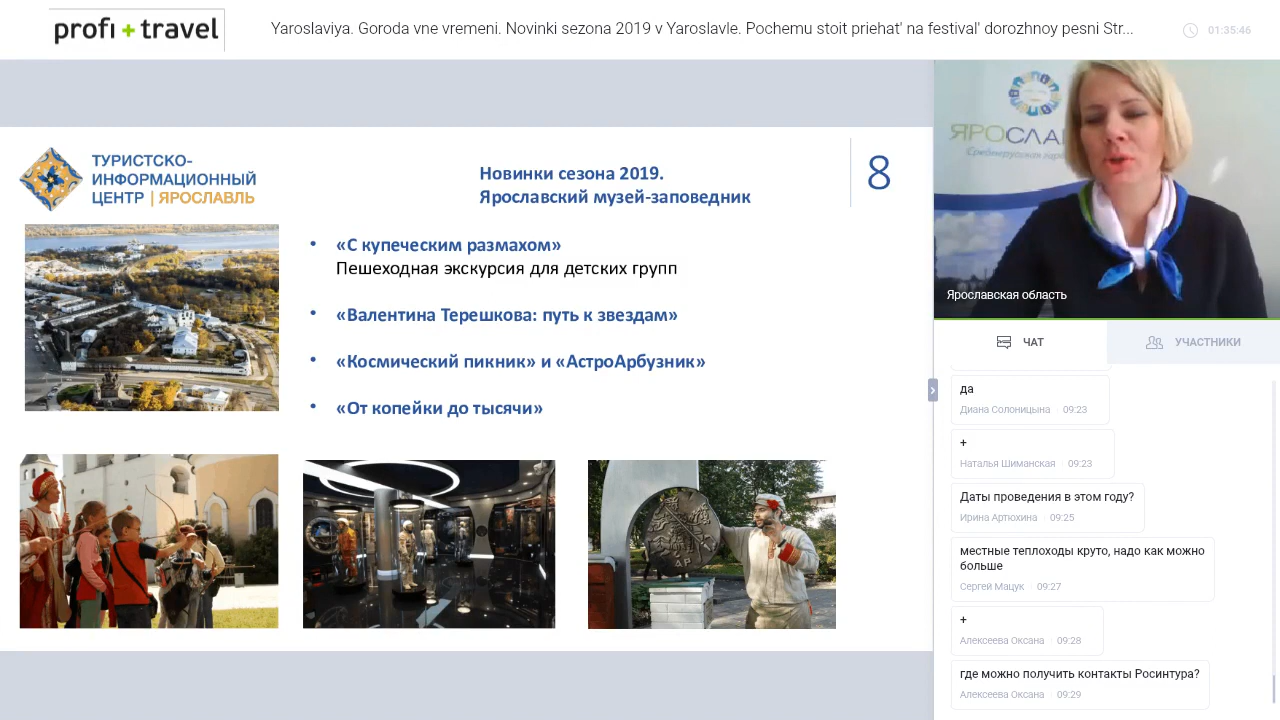 profi + travel
Yaroslaviya. Goroda vne vremeni. Novinki sezona 2019 v Yaroslavle. Pochemu stoit priehat' na festival' dorozhnoy pesni Str...
01:35:46
ТУРИСТСКО-
ИНФОРМАЦИОННЫЙ
ЦЕНТР | ЯРОСЛАВЛЬ
Новинки сезона 2019.
Ярославский музей-заповедник
8
• «С купеческим размахом»
Пешеходная экскурсия для детских групп
• «Валентина Терешкова: путь к звездам»
• «Космический пикник» и «АстроАрбузник»
• «От копейки до тысячи»
ЯРОСЛА
Ярославская область
ЧАТ
УЧАСТНИКИ
да
Диана Солоницына · 09:23
+
Наталья Шиманская · 09:23
Даты проведения в этом году?
Ирина Артюхина · 09:25
местные теплоходы круто, надо как можно
больше
Сергей Мацук · 09:27
+
Алексеева Оксана · 09:28
где можно получить контакты Росинтура?
Алексеева Оксана · 09:29